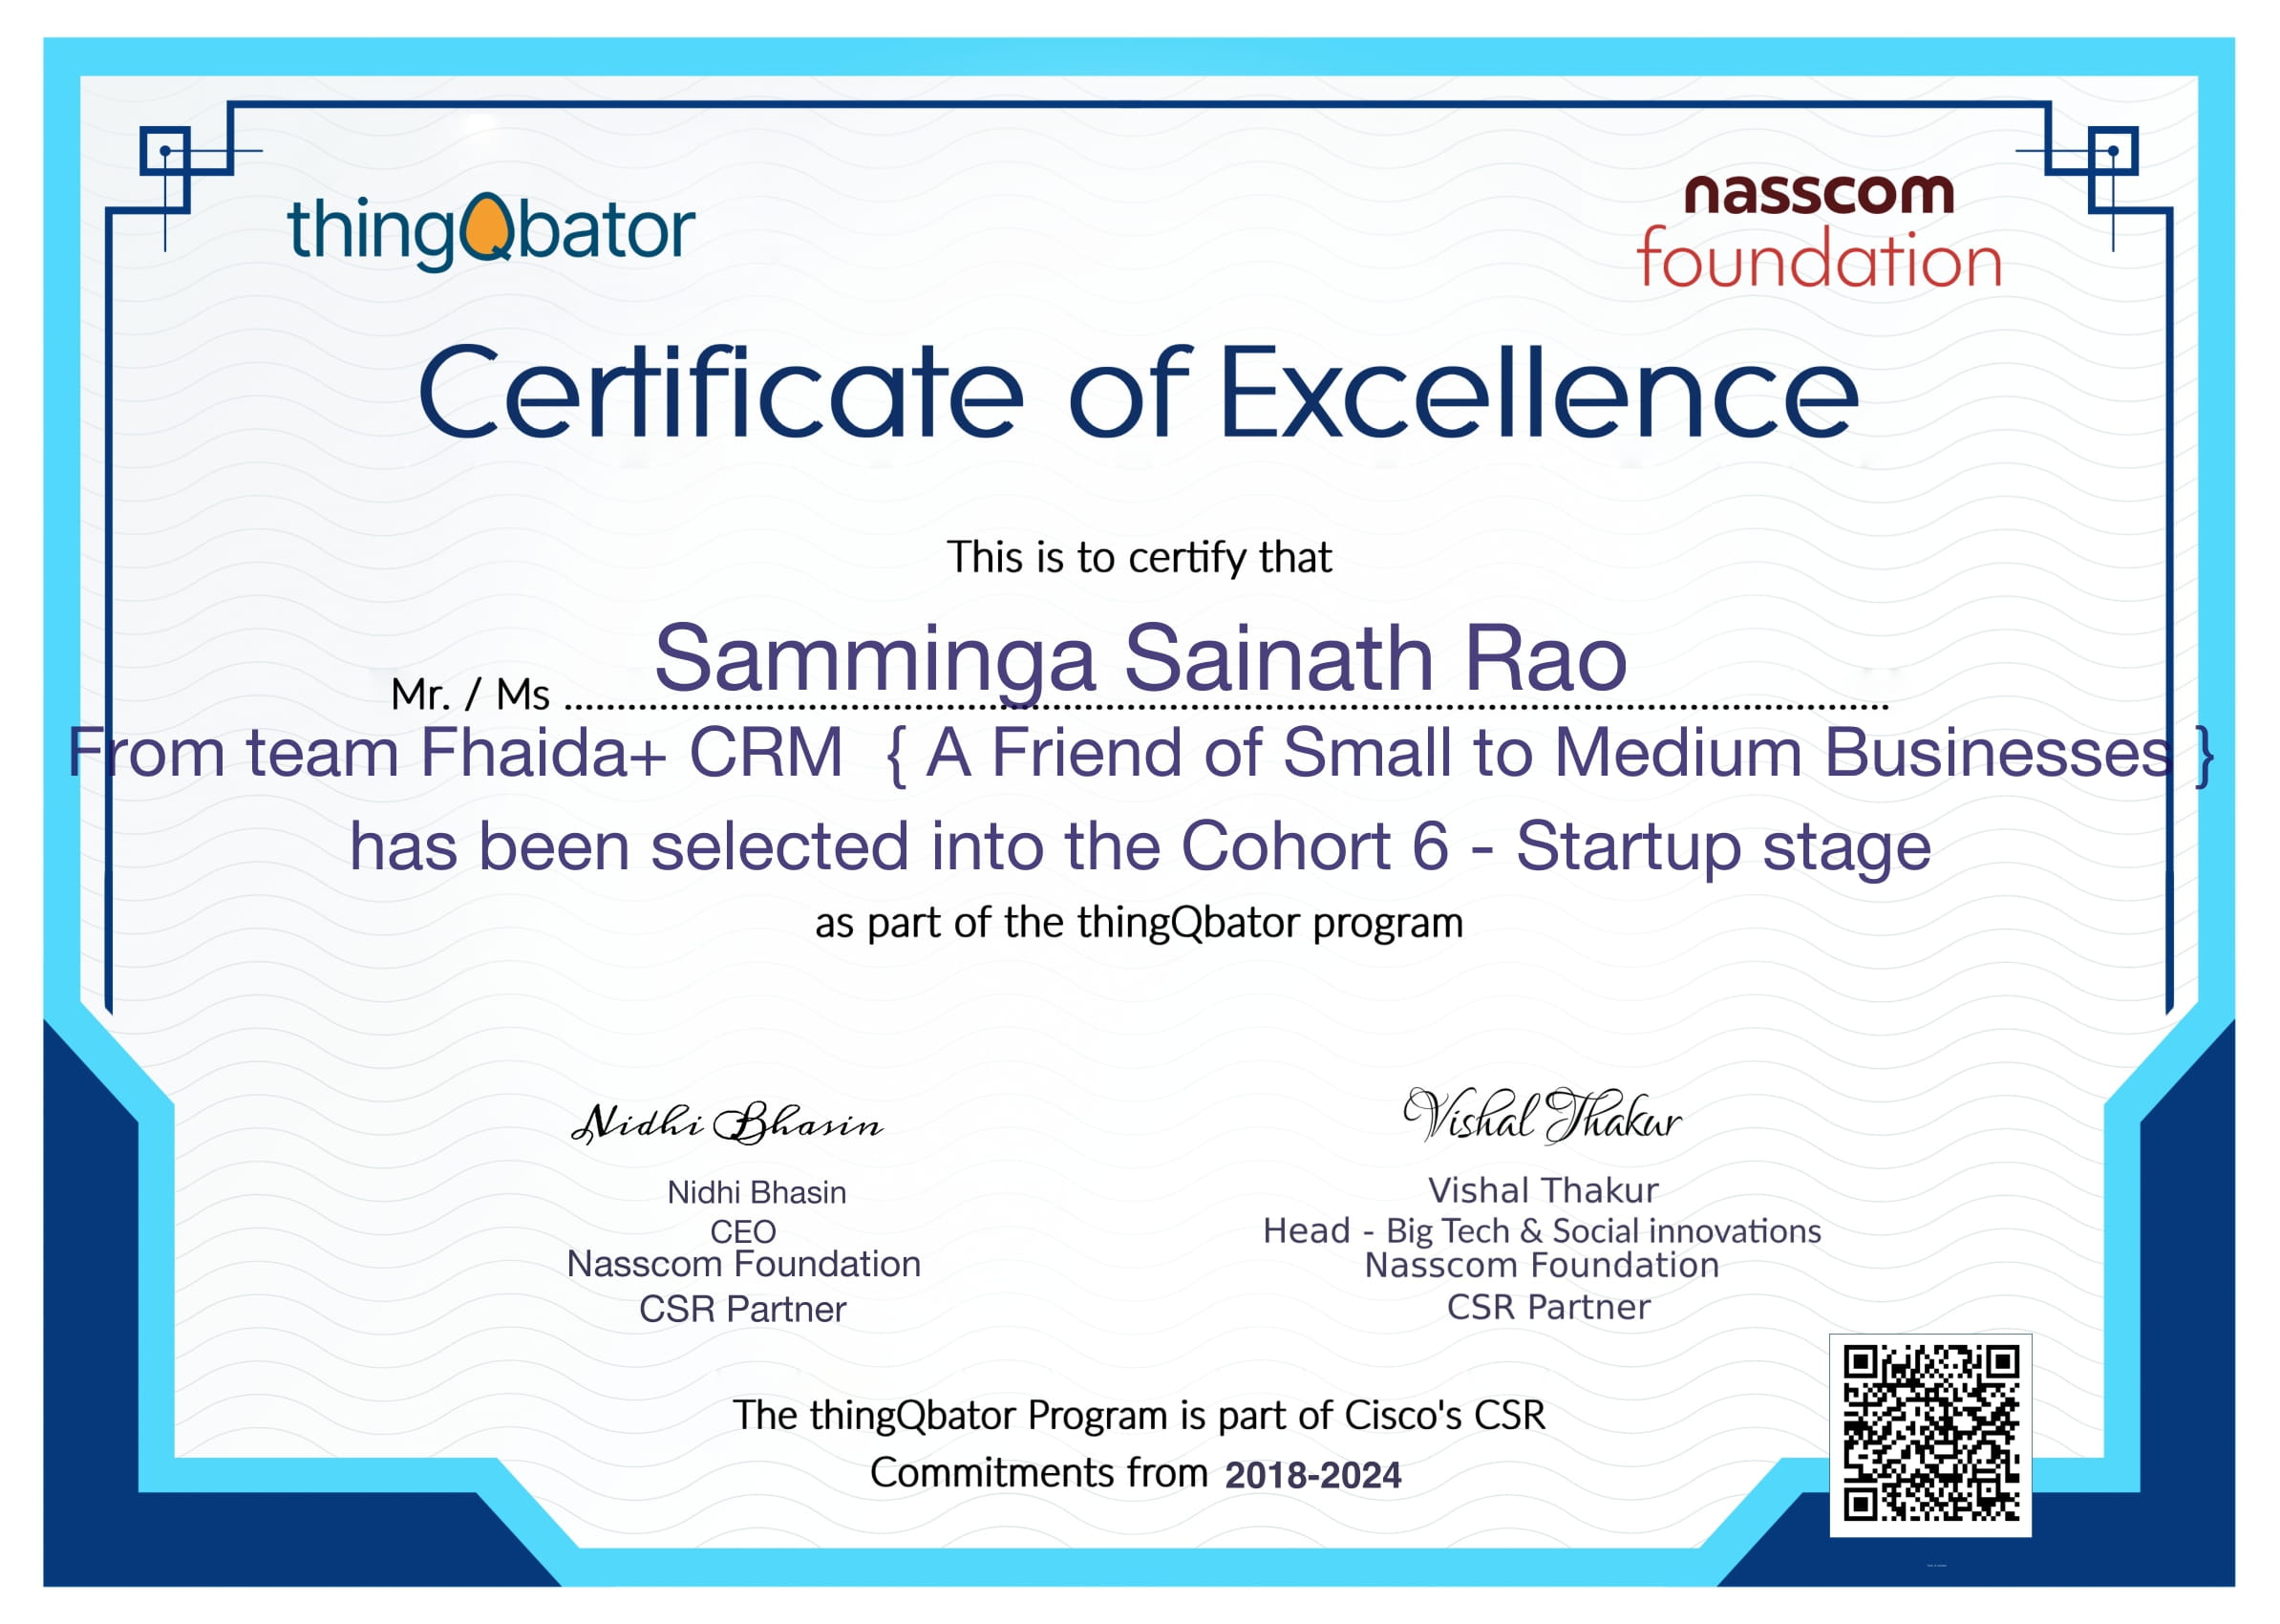 thingQbator
nasscom
foundation
Certificate of Excellence
This is to certify that
Samminga Sainath Rao
Mr. / Ms ........................................................................
From team Fhaida+ CRM { A Friend of Small to Medium Businesses }
has been selected into the Cohort 6 - Startup stage
as part of the thingQbator program
Nidhi Bhasin
Nidhi Bhasin
CEO
Nasscom Foundation
CSR Partner
Vishal Thakur
Vishal Thakur
Head - Big Tech & Social innovations
Nasscom Foundation
CSR Partner
The thingQbator Program is part of Cisco's CSR
Commitments from 2018-2024